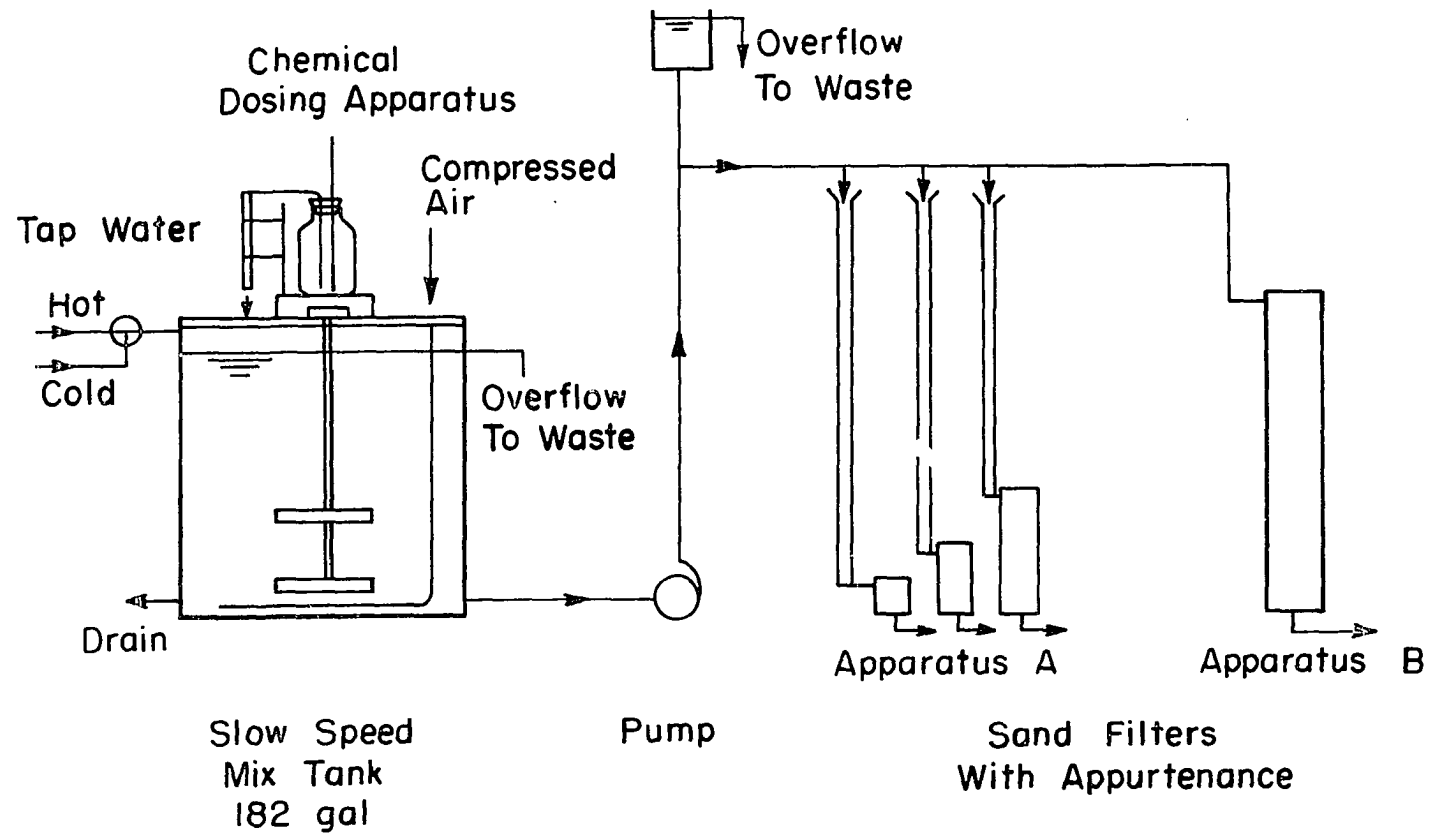 Chemical
Dosing Apparatus
Compressed
Air
Tap Water
Hot
Cold
Overflow
To Waste
Drain
Overflow
To Waste
Apparatus A
Apparatus B
Slow Speed
Mix Tank
182 gal
Pump
Sand Filters
With Appurtenance